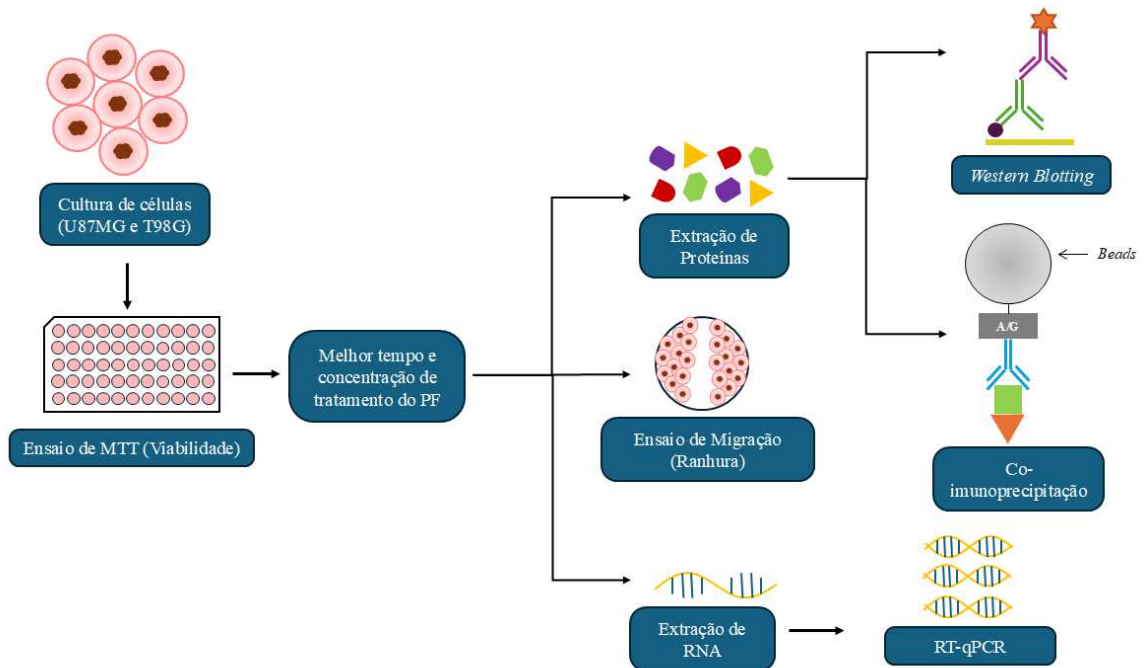 Cultura de células
(U87MG e T98G)
Ensaio de MTT (Viabilidade)
Melhor tempo e
concentração de
tratamento do PF
Extração de
Proteínas
Ensaio de Migração
(Ranhura)
Extração de
RNA
Western Blotting
Beads
A/G
Co-
imunoprecipitação
RT-qPCR